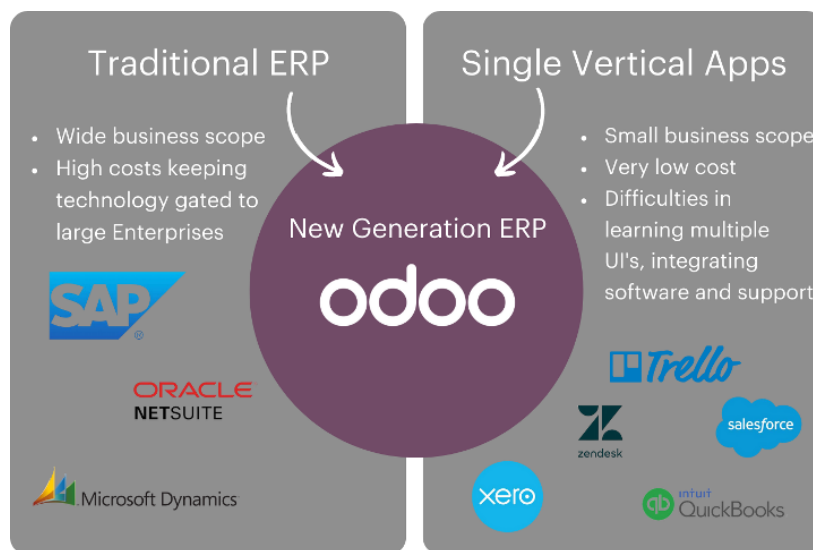 Traditional ERP
• Wide business scope
• High costs keeping
technology gated to
large Enterprises
SAP
®
ORACLE
NETSUITE
Microsoft Dynamics
New Generation ERP
odoo
Single Vertical Apps
• Small business scope
• Very low cost
• Difficulties in
learning multiple
UI's, integrating
software and support
Trello
zendesk
salesforce
xero
qb intuit
QuickBooks